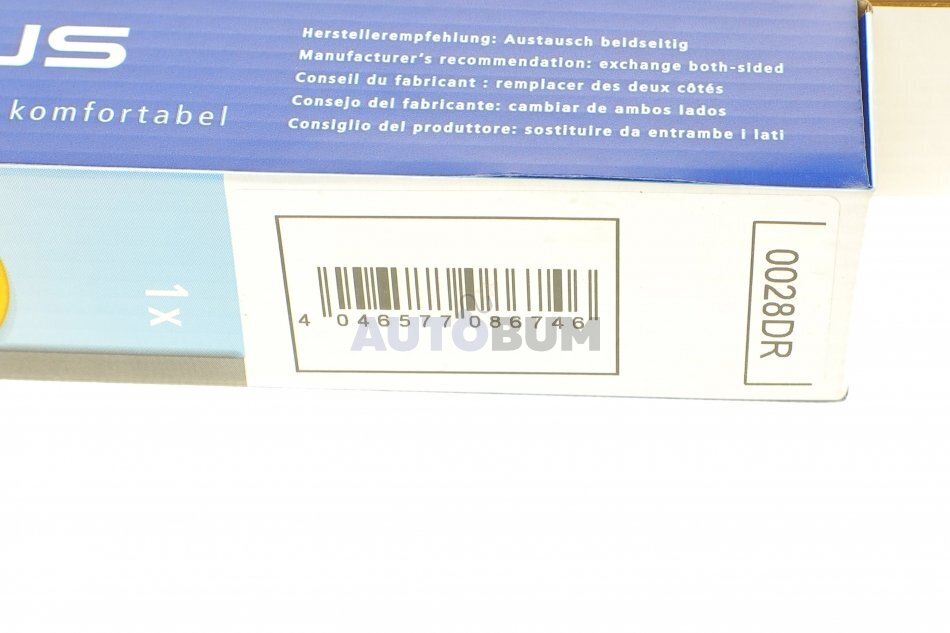 US
komfortabel
Herstellerempfehlung: Austausch beidseitig
Manufacturer's recommendation: exchange both-sided
Conseil du fabricant : remplacer des deux côtés
Consejo del fabricante: cambiar de ambos lados
Consiglio del produttore: sostituire da entrambe i lati
1x
4 046577 086746
AUTOBUM
0028DR